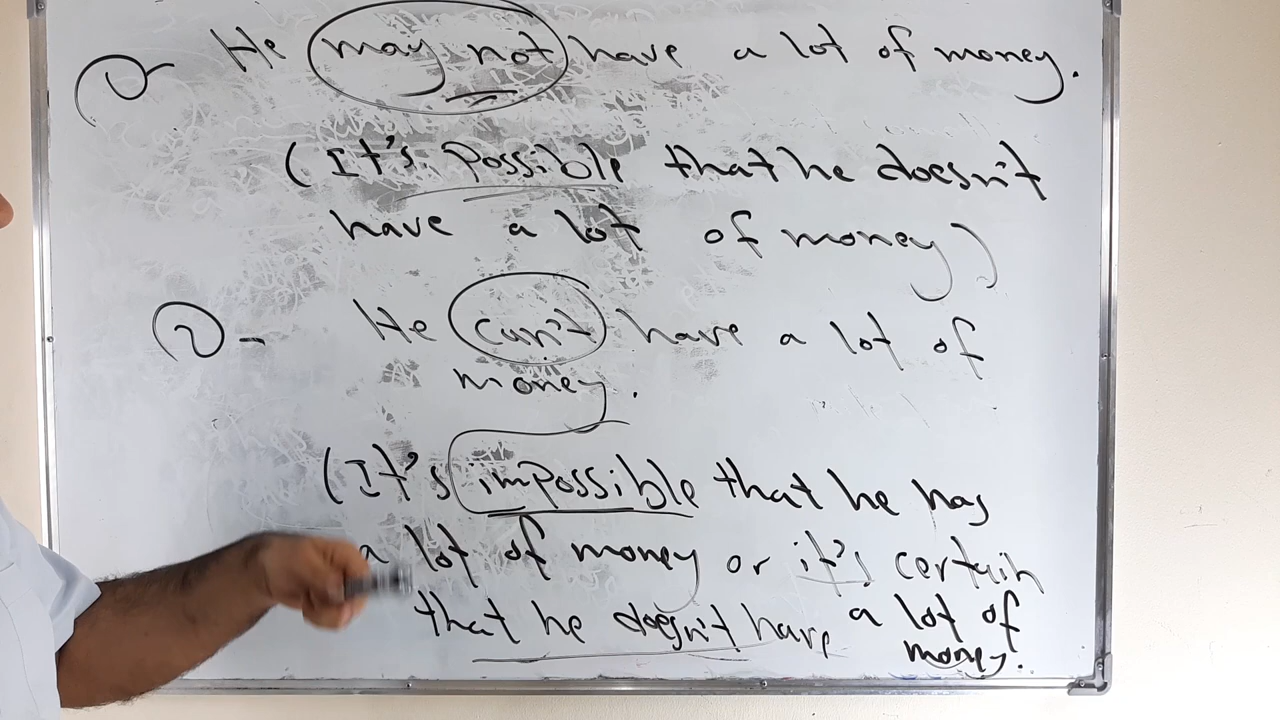 1- He may not have a lot of money.
(It's possible that he doesn't
have a lot of money)
2- He can't have a lot of
money.
(It's impossible that he has
a lot of money or it's certain
that he doesn't have a lot of
money.